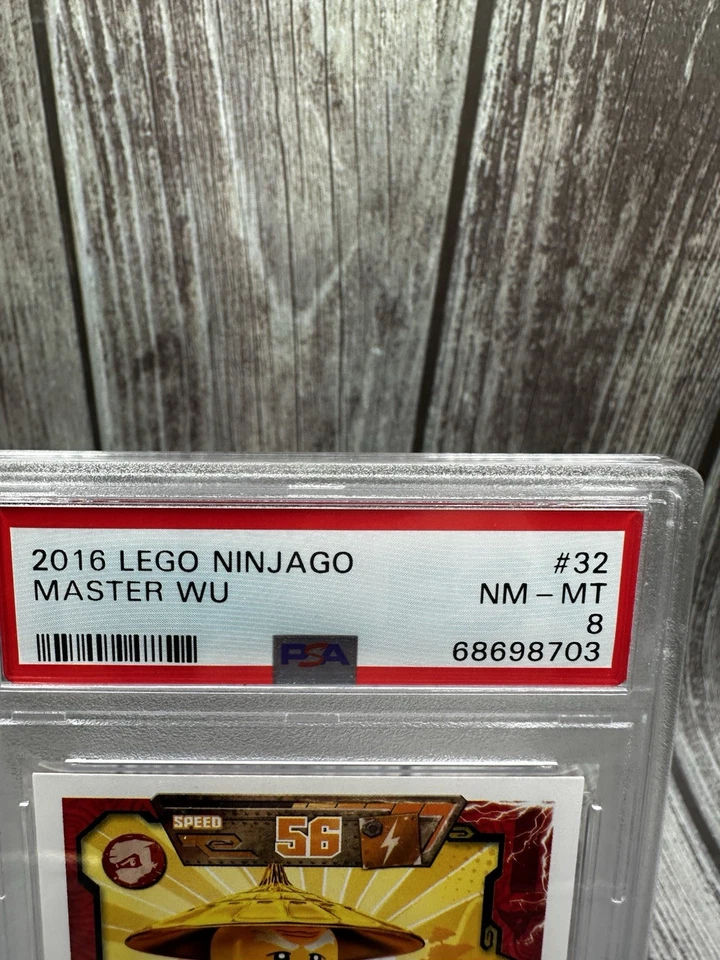 2016 LEGO NINJAGO #32
MASTER WU NM-MT
8
PSA 68698703
SPEED 56